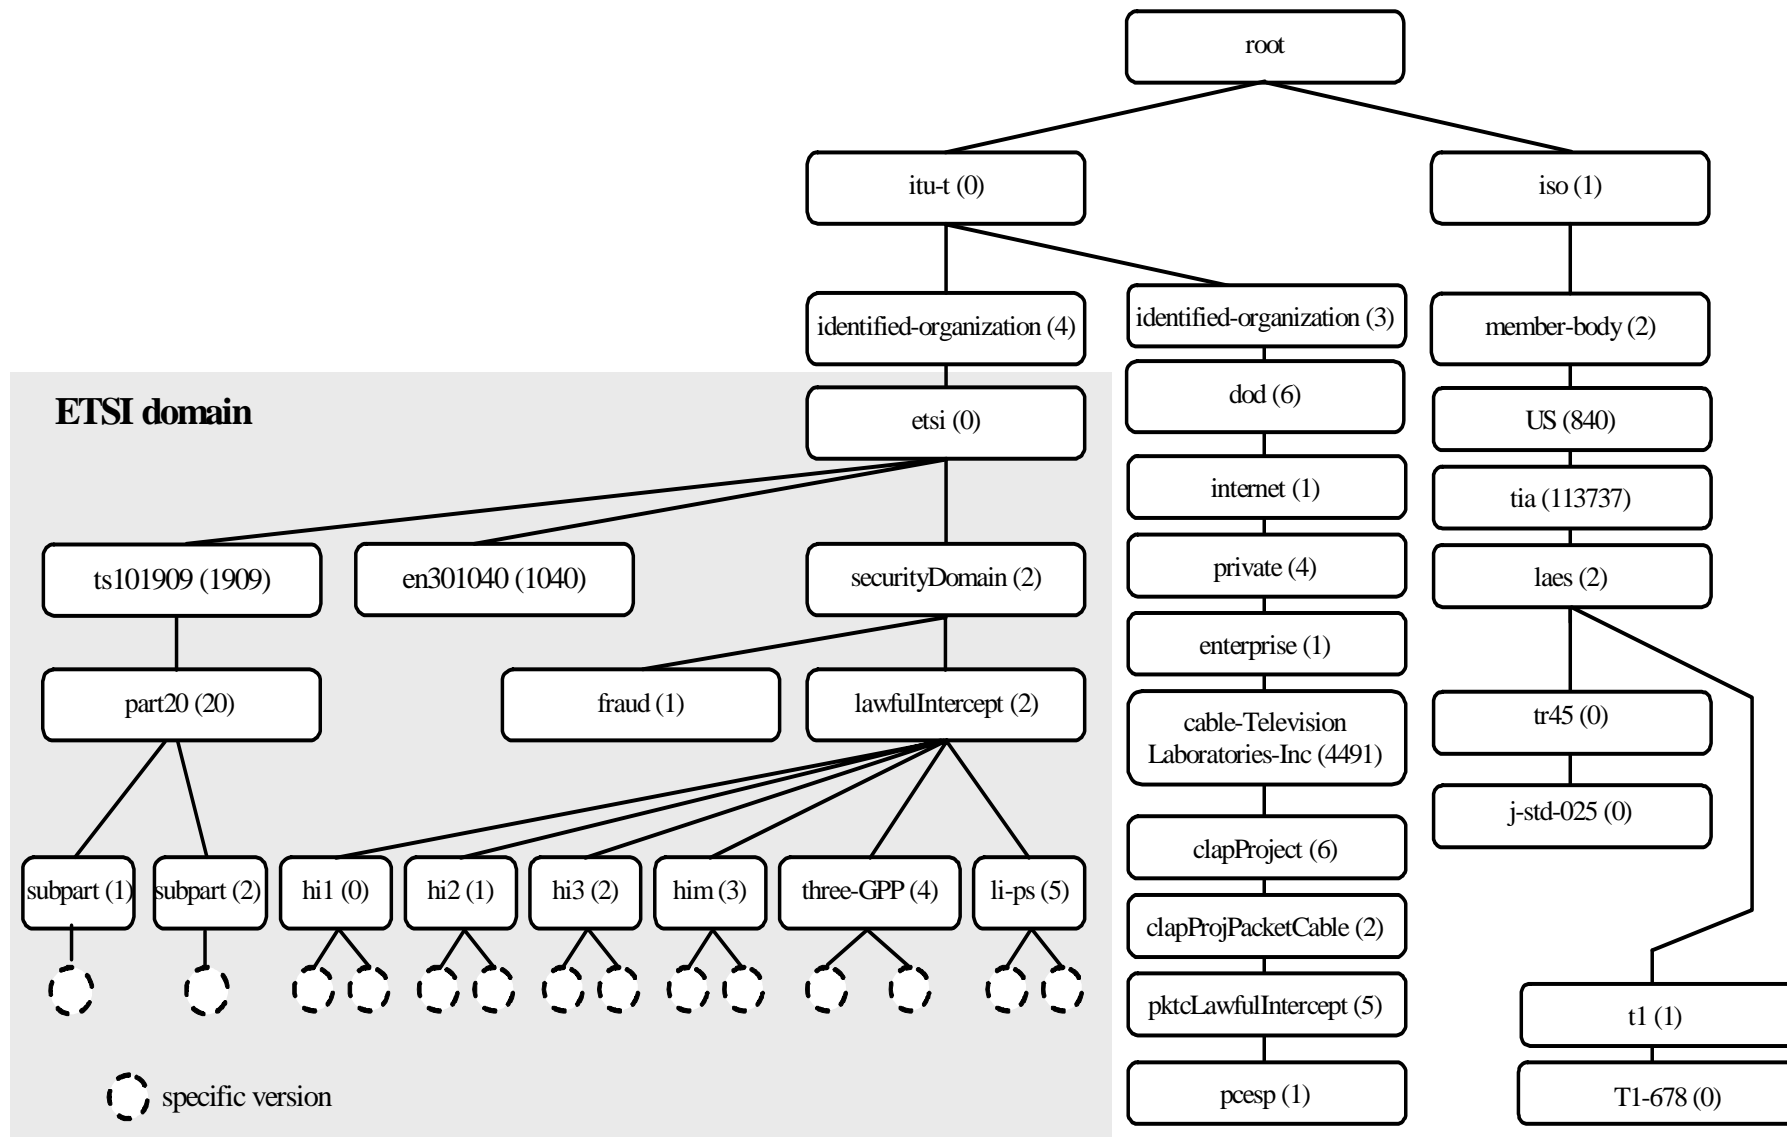 root
itu-t (0)
iso (1)
identified-organization (4)
identified-organization (3)
member-body (2)
ETSI domain
etsi (0)
dod (6)
US (840)
internet (1)
tia (113737)
ts101909 (1909)
en301040 (1040)
securityDomain (2)
private (4)
laes (2)
enterprise (1)
part20 (20)
fraud (1)
lawfulIntercept (2)
cable-Television
Laboratories-Inc (4491)
tr45 (0)
j-std-025 (0)
clapProject (6)
subpart (1)
subpart (2)
hi1 (0)
hi2 (1)
hi3 (2)
him (3)
three-GPP (4)
li-ps (5)
clapProjPacketCable (2)
pktcLawfulIntercept (5)
t1 (1)
specific version
pcesp (1)
T1-678 (0)